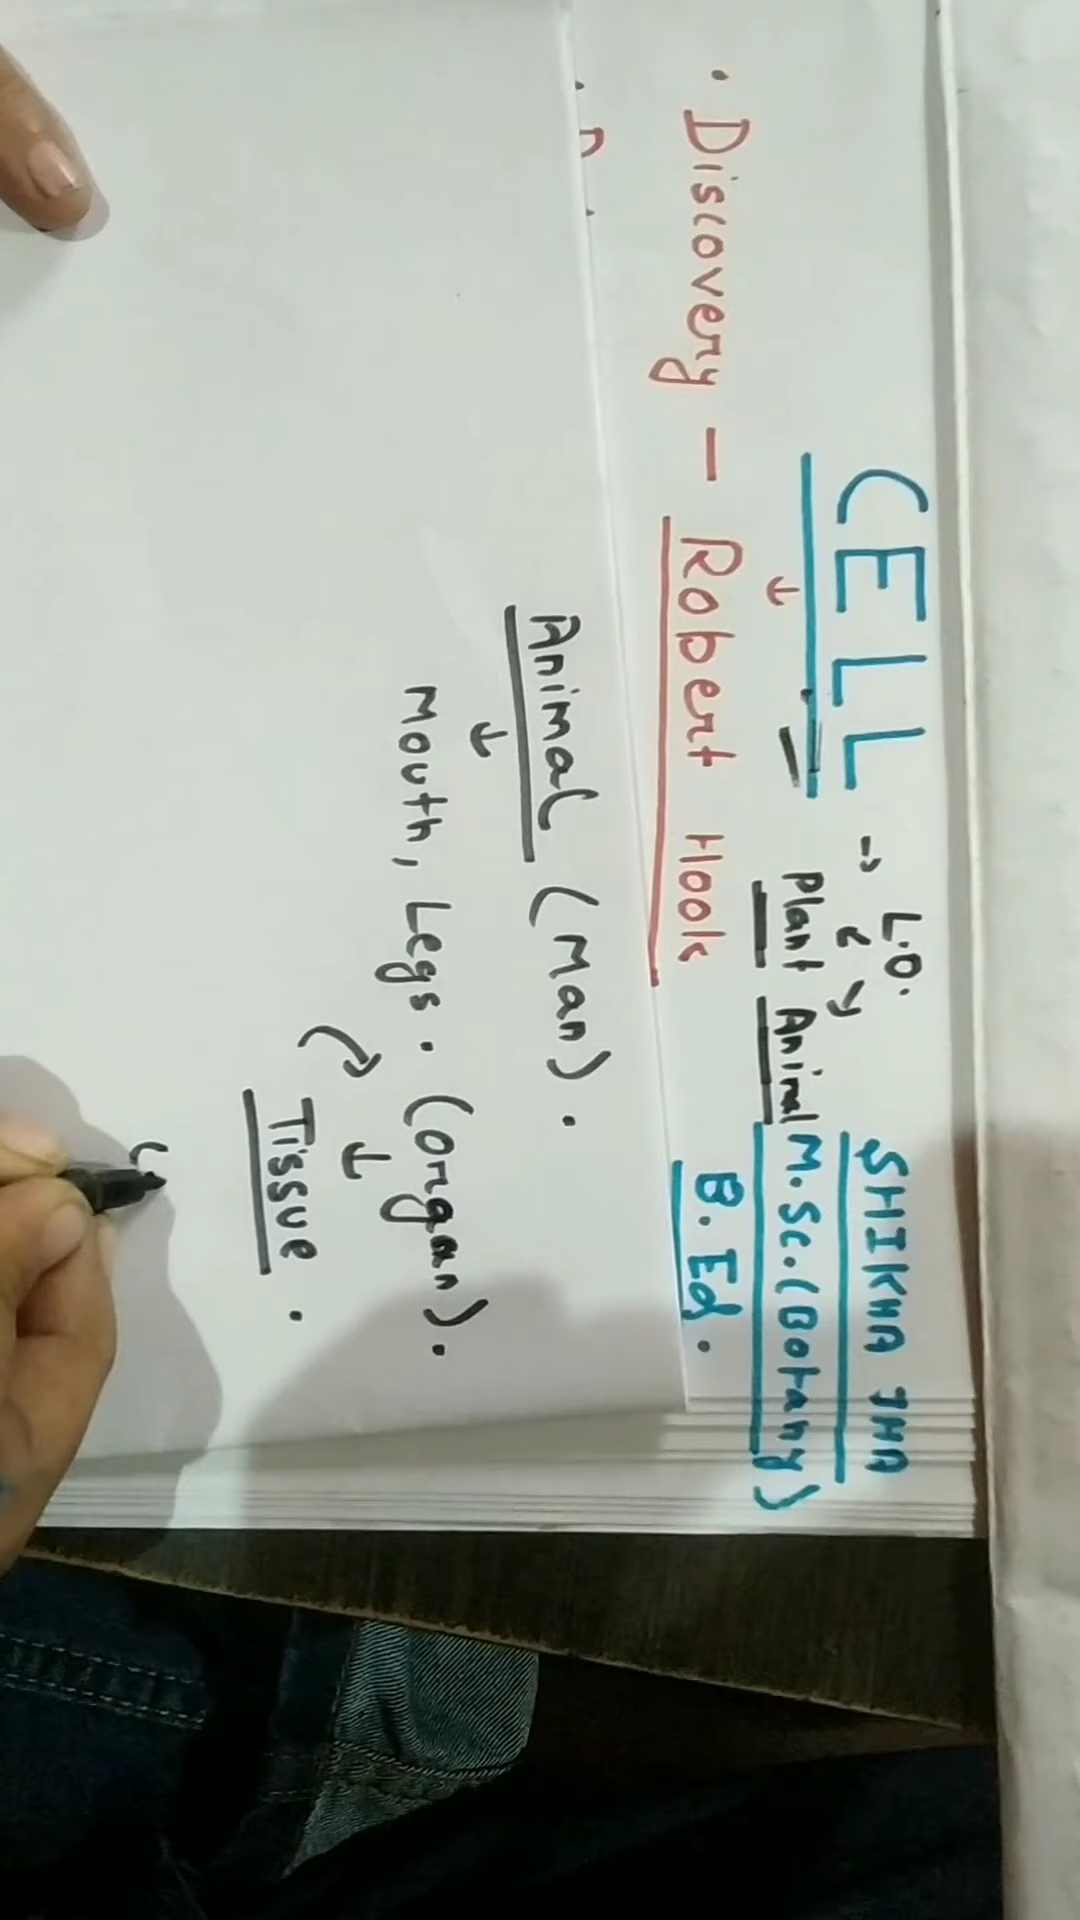 CELL → L.O.
Plant Animal
SHIKHA JHA
M.Sc. (Botany)
B. Ed.
• Discovery - Robert Hook
Animal (Man).
↓
Mouth, Legs. (Organ).
↓
Tissue.